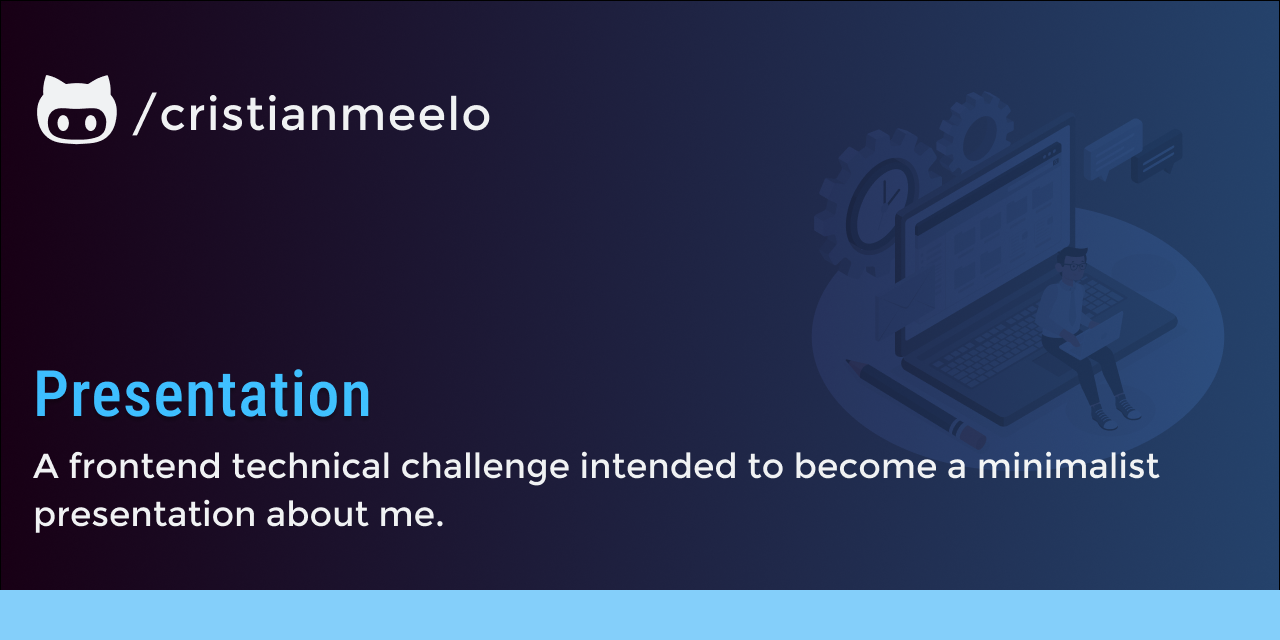 /cristianmeelo
Presentation
A frontend technical challenge intended to become a minimalist
presentation about me.